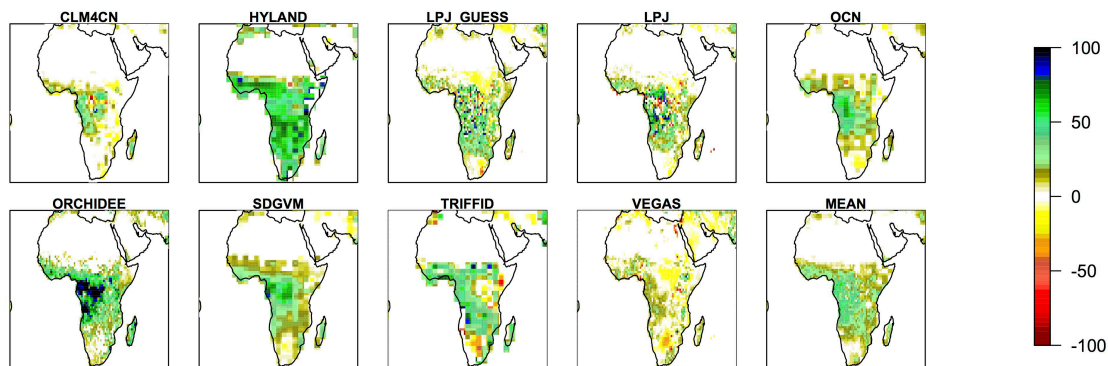 CLM4CN HYLAND LPJ_GUESS LPJ OCN
ORCHIDEE SDGVM TRIFFID VEGAS MEAN
100
50
0
-50
-100